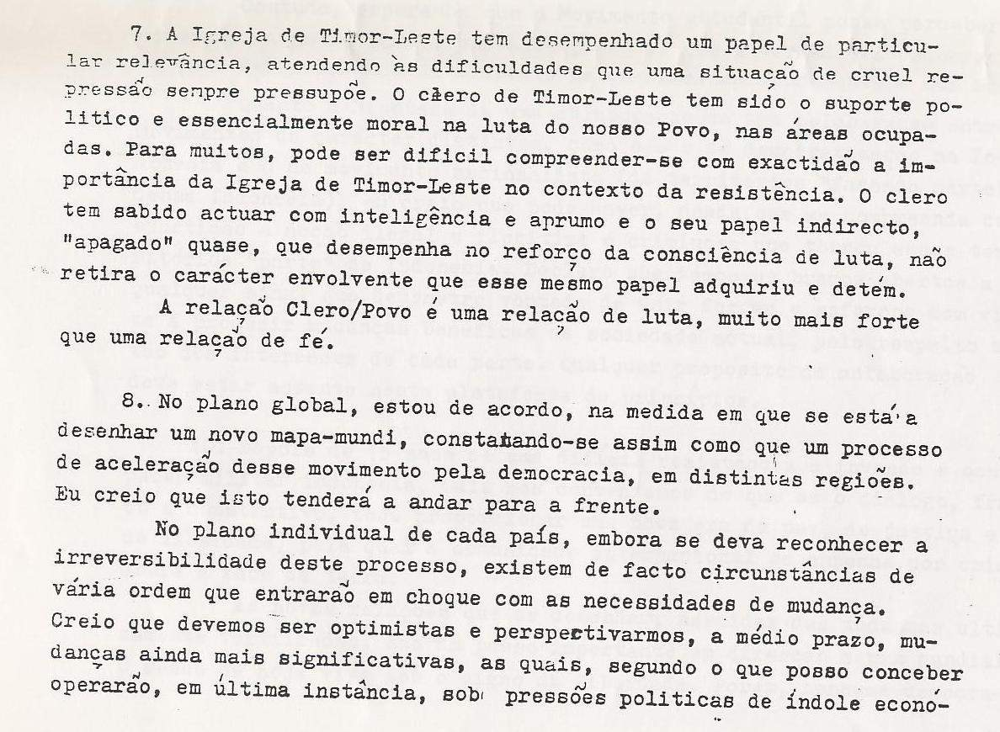 7. A Igreja de Timor-Leste tem desempenhado um papel de particu-
lar relevância, atendendo às dificuldades que uma situação de cruel re-
pressão sempre pressupõe. O clero de Timor-Leste tem sido o suporte po-
lítico e essencialmente moral na luta do nosso Povo, nas áreas ocupa-
das. Para muitos, pode ser dificil compreender-se com exactidão a im-
portância da Igreja de Timor-Leste no contexto da resistência. O clero
tem sabido actuar com inteligência e aprumo e o seu papel indirecto,
"apagado" quase, que desempenha no reforço da consciência de luta, não
retira o carácter envolvente que esse mesmo papel adquiriu e detém.
A relação Clero/Povo é uma relação de luta, muito mais forte
que uma relação de fé.
8. No plano global, estou de acordo, na medida em que se está a
desenhar um novo mapa-mundi, constatando-se assim como que um processo
de aceleração desse movimento pela democracia, em distintas regiões.
Eu creio que isto tenderá a andar para a frente.
No plano individual de cada país, embora se deva reconhecer a
irreversibilidade deste processo, existem de facto circunstâncias de
vária ordem que entrarão em choque com as necessidades de mudança.
Creio que devemos ser optimistas e perspectivarmos, a médio prazo, mu-
danças ainda mais significativas, as quais, segundo o que posso conceber
operarão, em última instância, sob pressões politicas de índole econó-